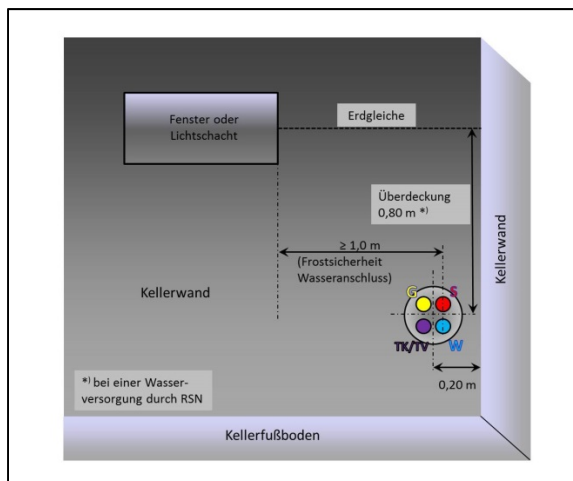 Fenster oder
Lichtschacht
Erdgleiche
Überdeckung
0,80 m *)
≥ 1,0 m
(Frostsicherheit
Wasseranschluss)
Kellerwand
Kellerwand
G
S
TK/TV
W
0,20 m
*) bei einer Wasser-
versorgung durch RSN
Kellerfußboden